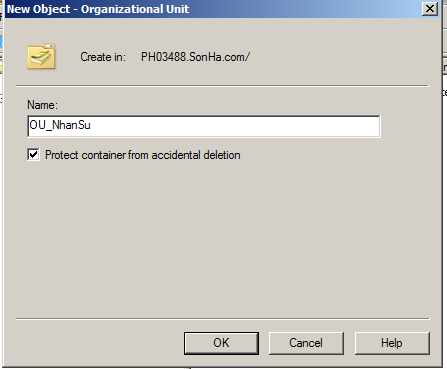 New Object - Organizational Unit
Create in: PH03488.SonHa.com/
Name:
OU_NhanSu
Protect container from accidental deletion
OK Cancel Help